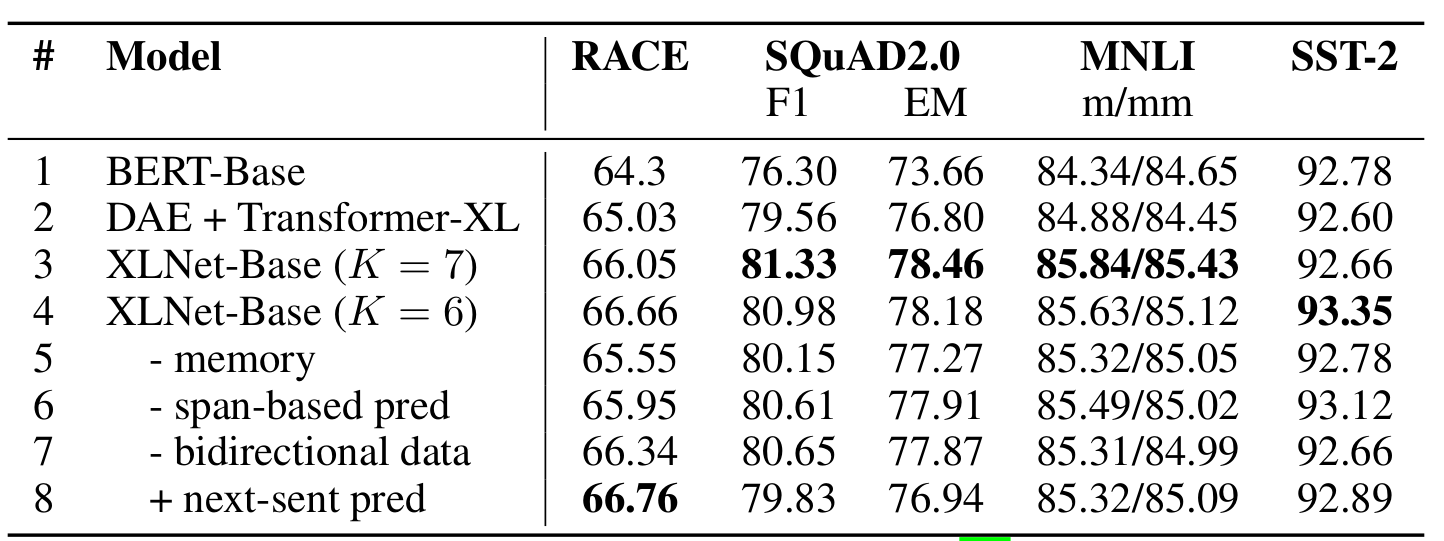 # Model RACE SQuAD2.0 MNLI SST-2
F1 EM m/mm
1 BERT-Base 64.3 76.30 73.66 84.34/84.65 92.78
2 DAE + Transformer-XL 65.03 79.56 76.80 84.88/84.45 92.60
3 XLNet-Base (K = 7) 66.05 81.33 78.46 85.84/85.43 92.66
4 XLNet-Base (K = 6) 66.66 80.98 78.18 85.63/85.12 93.35
5 - memory 65.55 80.15 77.27 85.32/85.05 92.78
6 - span-based pred 65.95 80.61 77.91 85.49/85.02 93.12
7 - bidirectional data 66.34 80.65 77.87 85.31/84.99 92.66
8 + next-sent pred 66.76 79.83 76.94 85.32/85.09 92.89